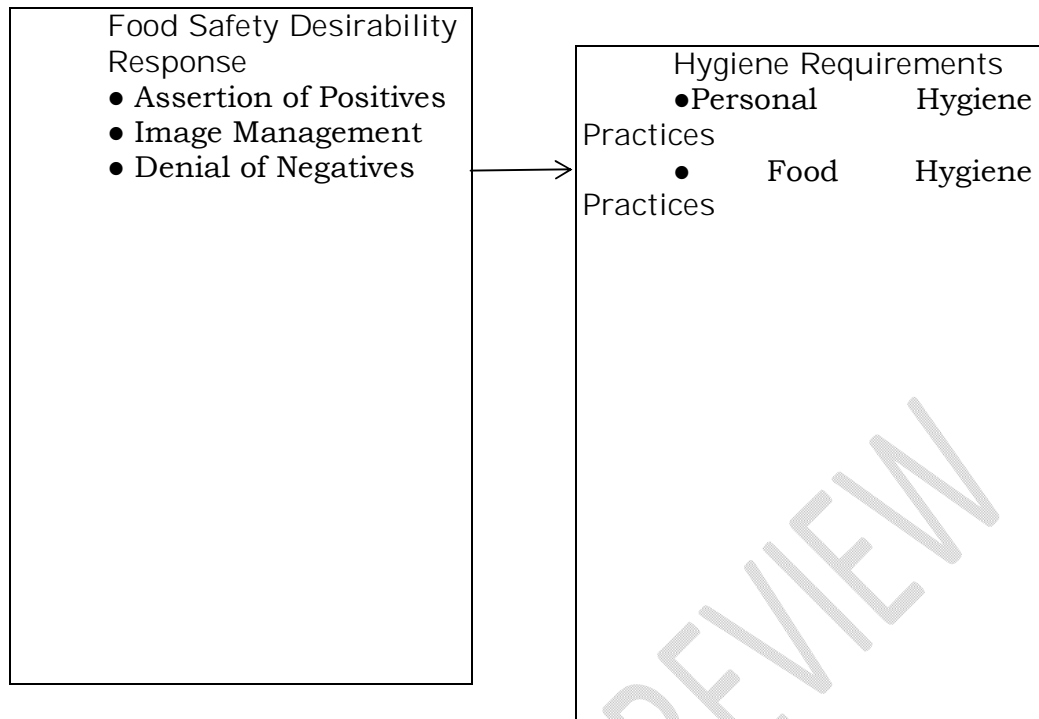 Food Safety Desirability
Response
● Assertion of Positives
● Image Management
● Denial of Negatives
Hygiene Requirements
●Personal Hygiene
Practices
● Food Hygiene
Practices
REVIEW